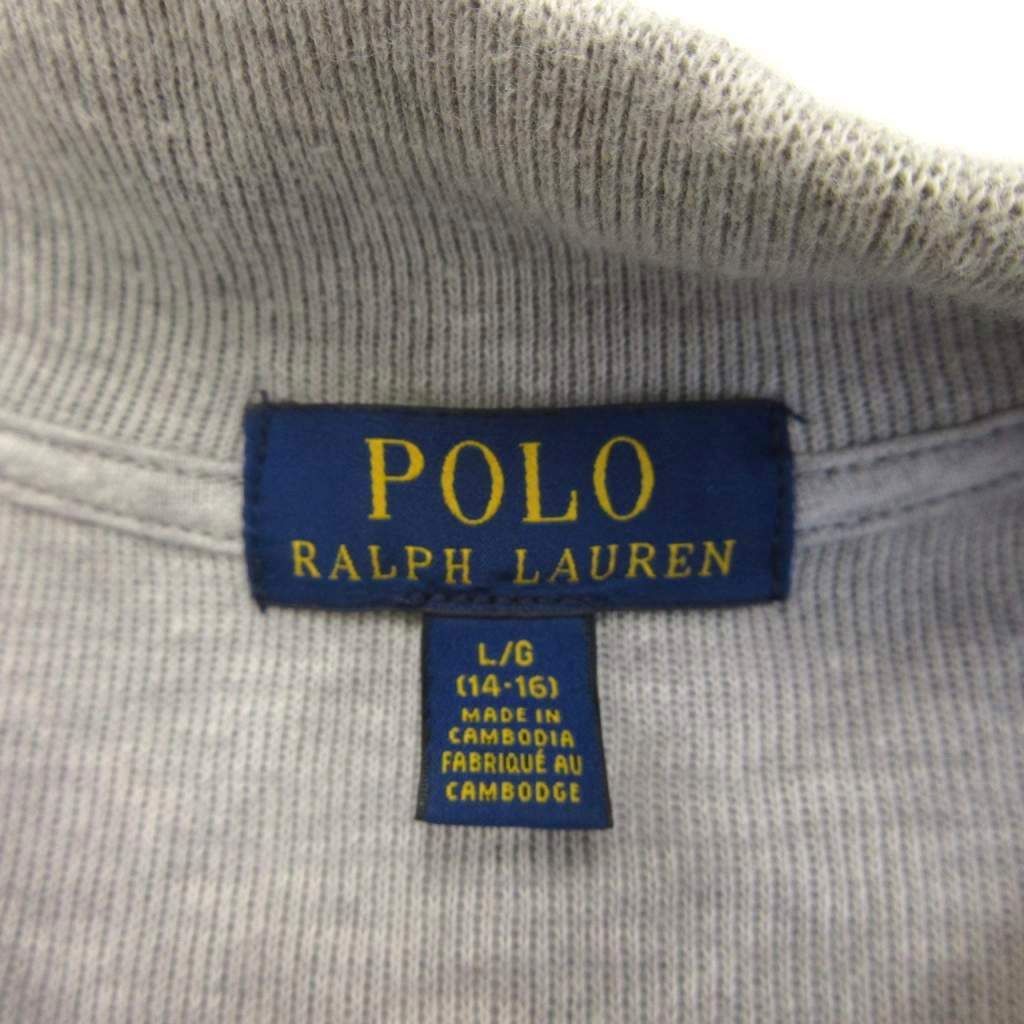 POLO
RALPH LAUREN
L/G
(14-16)
MADE IN
CAMBODIA
FABRIQUÉ AU
CAMBODGE